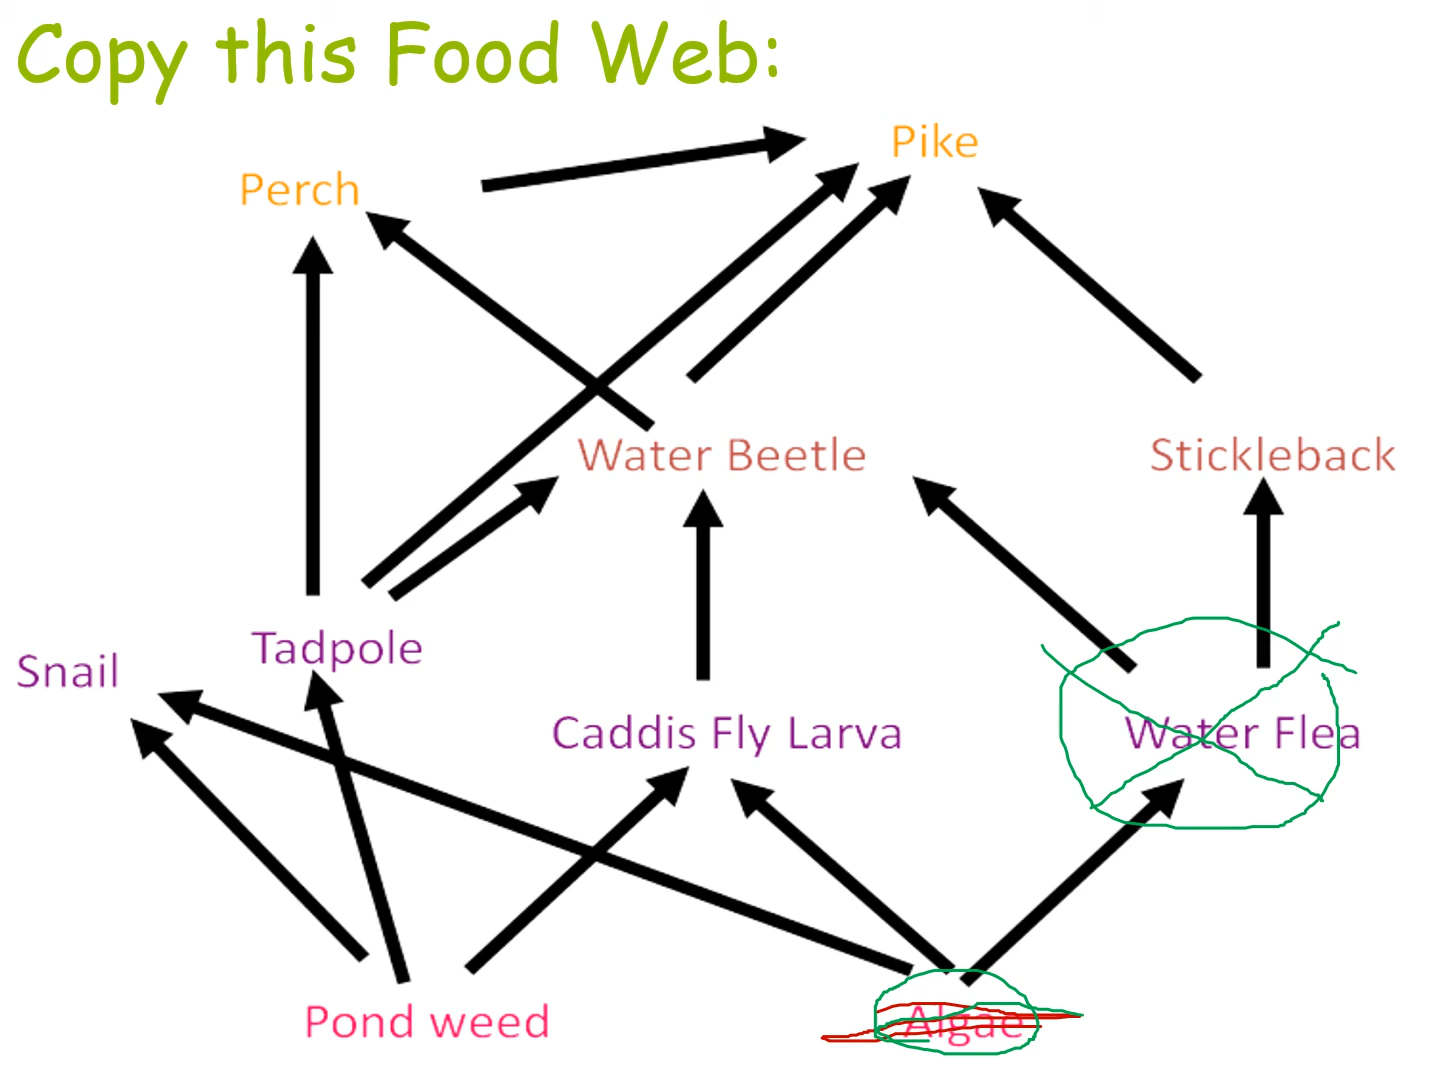 Copy this Food Web:
Pike
Perch
Water Beetle
Stickleback
Tadpole
Snail
Caddis Fly Larva
Water Flea
Pond weed
Algae